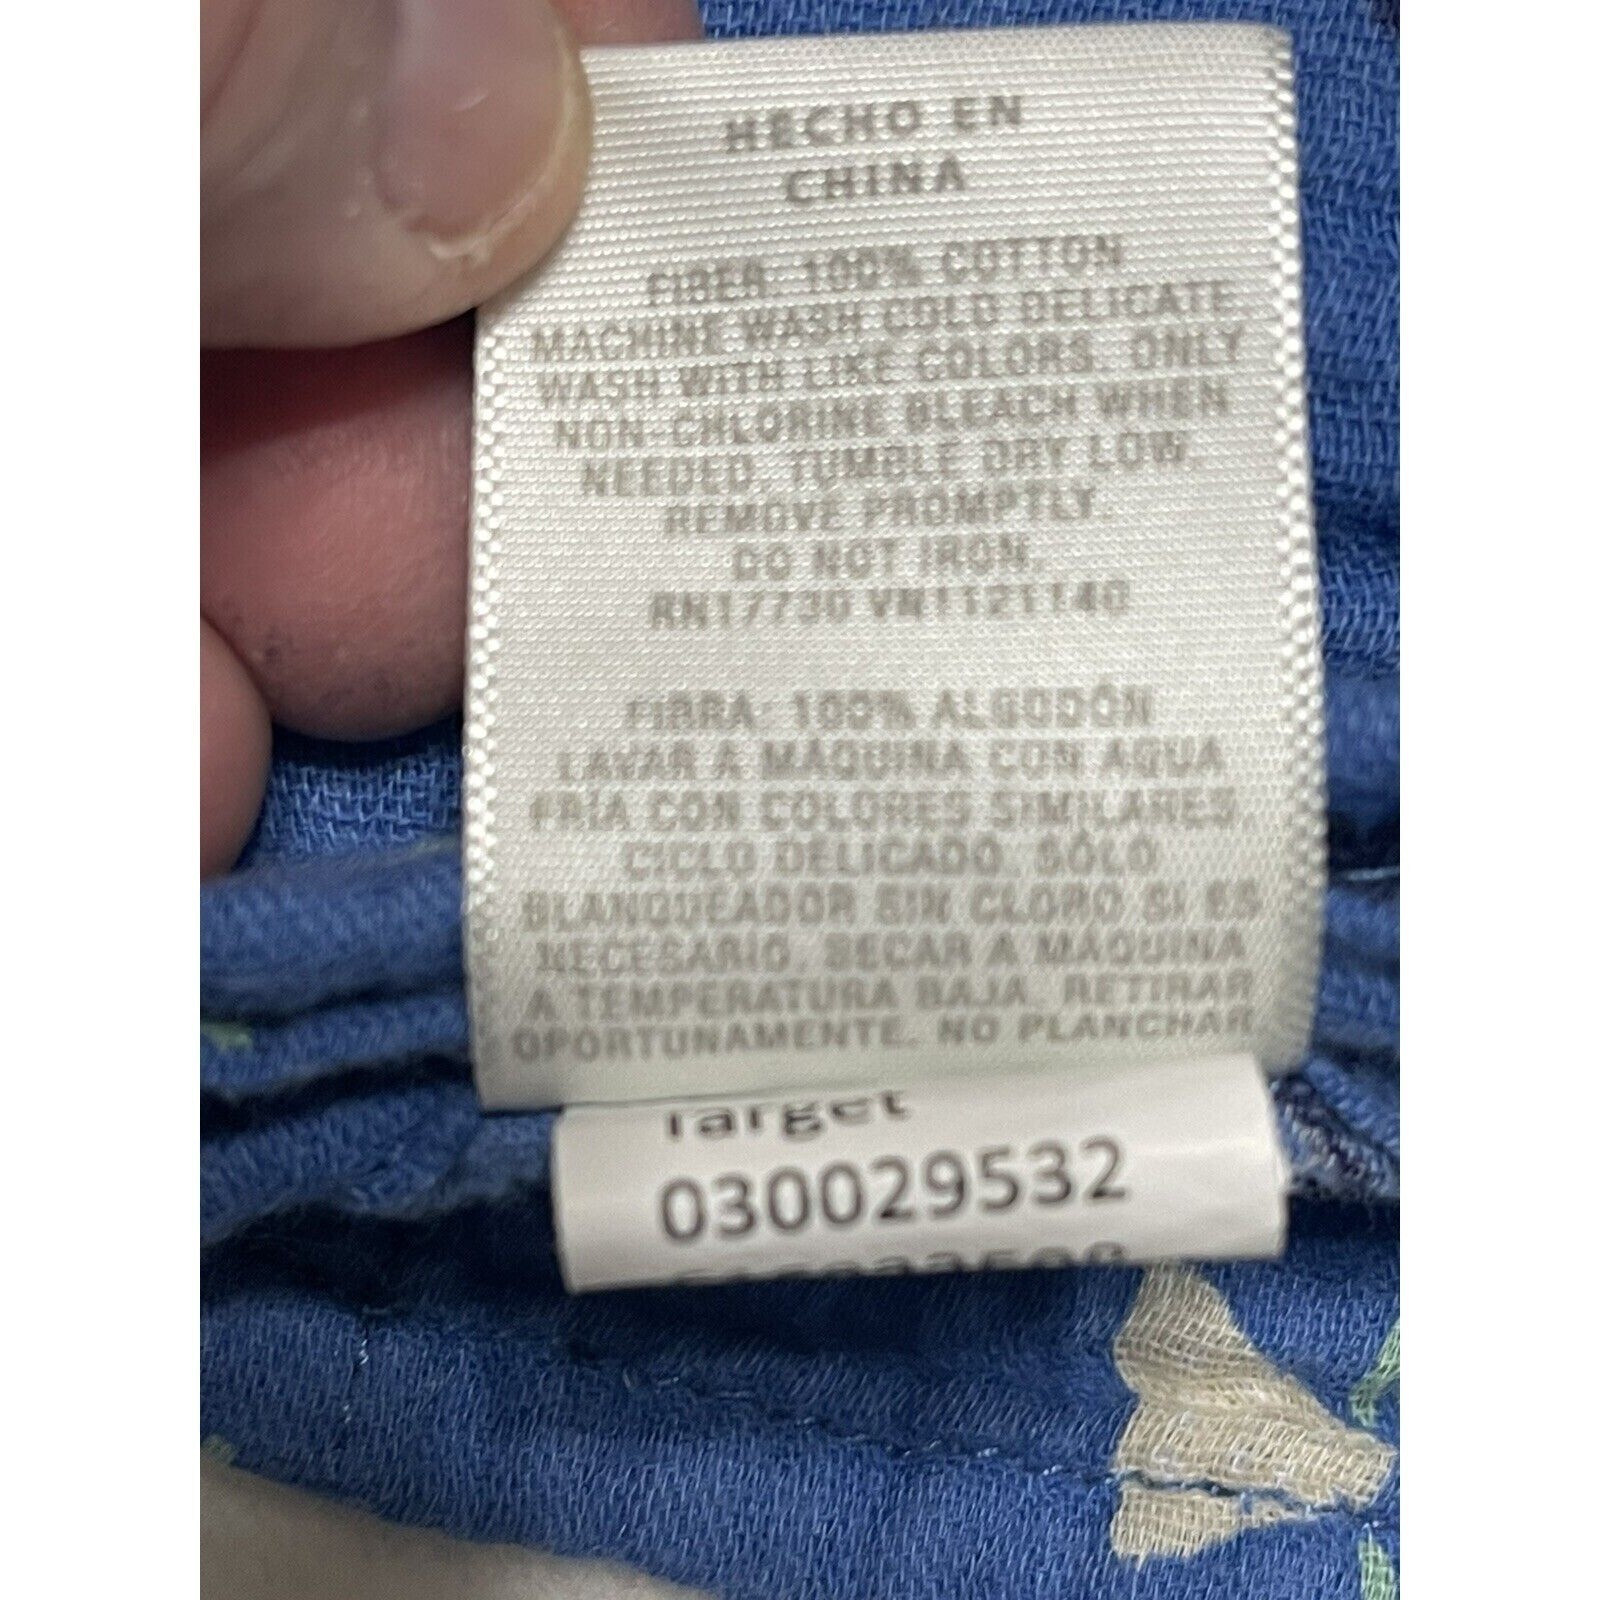 HECHO EN
CHINA
FIBER: 100% COTTON
MACHINE WASH COLD DELICATE
WASH WITH LIKE COLORS. ONLY
NON-CHLORINE BLEACH WHEN
NEEDED. TUMBLE DRY LOW.
REMOVE PROMPTLY.
DO NOT IRON.
RN17730 VN1121140
FIBRA: 100% ALGODÓN
LAVAR A MÁQUINA CON AGUA
FRÍA CON COLORES SIMILARES.
CICLO DELICADO. SÓLO
BLANQUEADOR SIN CLORO SI ES
NECESARIO. SECAR A MÁQUINA
A TEMPERATURA BAJA. RETIRAR
OPORTUNAMENTE. NO PLANCHAR
Target
030029532